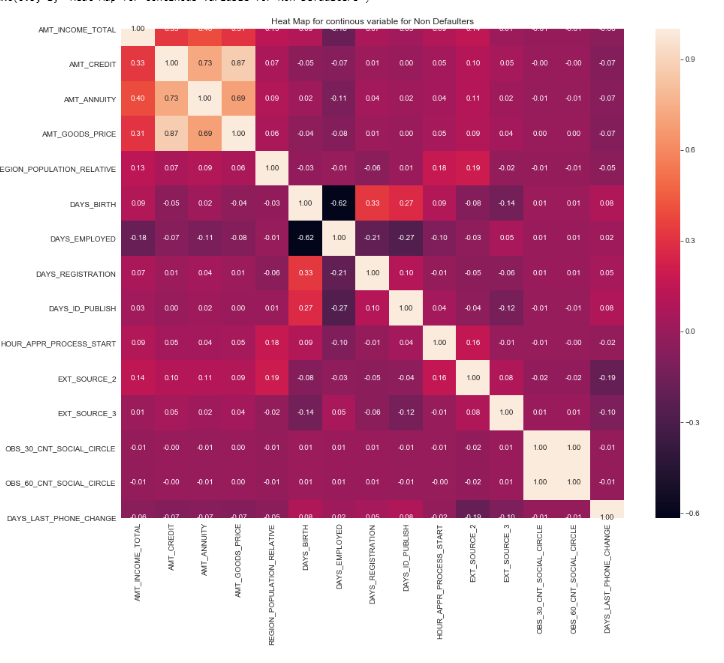 Heat Map for continous variable for Non Defaulters
AMT_INCOME_TOTAL 1.00
AMT_CREDIT 0.33 1.00 0.73 0.87 0.07 -0.05 -0.07 0.01 0.00 0.05 0.10 0.05 -0.00 -0.00 -0.07
AMT_ANNUITY 0.40 0.73 1.00 0.69 0.09 0.02 -0.11 0.04 0.02 0.04 0.11 0.02 -0.01 -0.01 -0.07
AMT_GOODS_PRICE 0.31 0.87 0.69 1.00 0.06 -0.04 -0.08 0.01 0.00 0.05 0.09 0.04 0.00 0.00 -0.07
EGION_POPULATION_RELATIVE 0.13 0.07 0.09 0.06 1.00 -0.03 -0.01 -0.06 0.01 0.18 0.19 -0.02 -0.01 -0.01 -0.05
DAYS_BIRTH 0.09 -0.05 0.02 -0.04 -0.03 1.00 -0.62 0.33 0.27 0.09 -0.08 -0.14 0.01 0.01 0.08
DAYS_EMPLOYED -0.18 -0.07 -0.11 -0.08 -0.01 -0.62 1.00 -0.21 -0.27 -0.10 -0.03 0.05 0.01 0.01 0.02
DAYS_REGISTRATION 0.07 0.01 0.04 0.01 -0.06 0.33 -0.21 1.00 0.10 -0.01 -0.05 -0.06 0.01 0.01 0.05
DAYS_ID_PUBLISH 0.03 0.00 0.02 0.00 0.01 0.27 -0.27 0.10 1.00 0.04 -0.04 -0.12 -0.01 -0.01 0.08
HOUR_APPR_PROCESS_START 0.09 0.05 0.04 0.05 0.18 0.09 -0.10 -0.01 0.04 1.00 0.16 -0.01 -0.01 -0.00 -0.02
EXT_SOURCE_2 0.14 0.10 0.11 0.09 0.19 -0.08 -0.03 -0.05 -0.04 0.16 1.00 0.08 -0.02 -0.02 -0.19
EXT_SOURCE_3 0.01 0.05 0.02 0.04 -0.02 -0.14 0.05 -0.06 -0.12 -0.01 0.08 1.00 0.01 0.01 -0.10
OBS_30_CNT_SOCIAL_CIRCLE -0.01 -0.00 -0.01 0.00 -0.01 0.01 0.01 0.01 -0.01 -0.01 -0.02 0.01 1.00 1.00 -0.01
OBS_60_CNT_SOCIAL_CIRCLE -0.01 -0.00 -0.01 0.00 -0.01 0.01 0.01 0.01 -0.01 -0.00 -0.02 0.01 1.00 1.00 -0.01
DAYS_LAST_PHONE_CHANGE 1.00
AMT_INCOME_TOTAL
AMT_CREDIT
AMT_ANNUITY
AMT_GOODS_PRICE
REGION_POPULATION_RELATIVE
DAYS_BIRTH
DAYS_EMPLOYED
DAYS_REGISTRATION
DAYS_ID_PUBLISH
HOUR_APPR_PROCESS_START
EXT_SOURCE_2
EXT_SOURCE_3
OBS_30_CNT_SOCIAL_CIRCLE
OBS_60_CNT_SOCIAL_CIRCLE
DAYS_LAST_PHONE_CHANGE
0.9
0.6
0.3
0.0
−0.3
−0.6